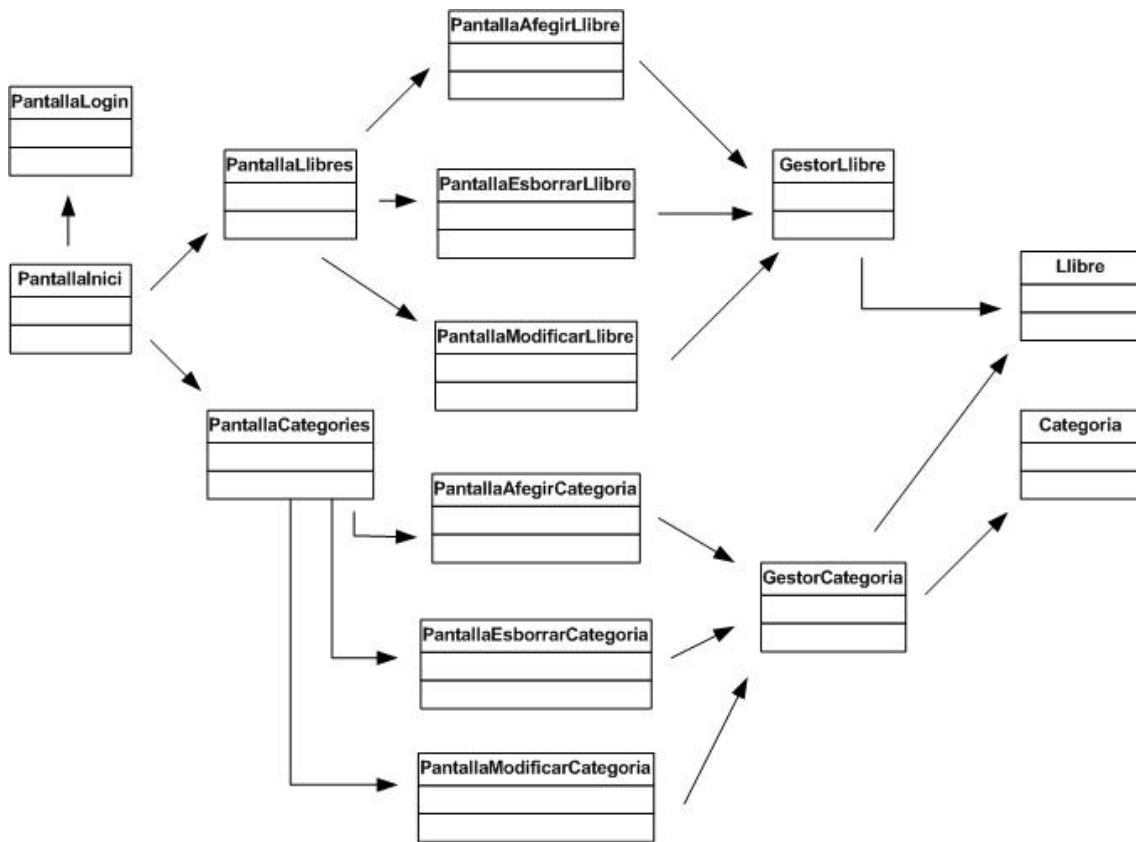 PantallaAfegirLlibre
PantallaLogin
PantallaLlibres
PantallaEsborrarLlibre
GestorLlibre
PantallaInici
Llibre
PantallaModificarLlibre
PantallaCategories
Categoria
PantallaAfegirCategoria
GestorCategoria
PantallaEsborrarCategoria
PantallaModificarCategoria